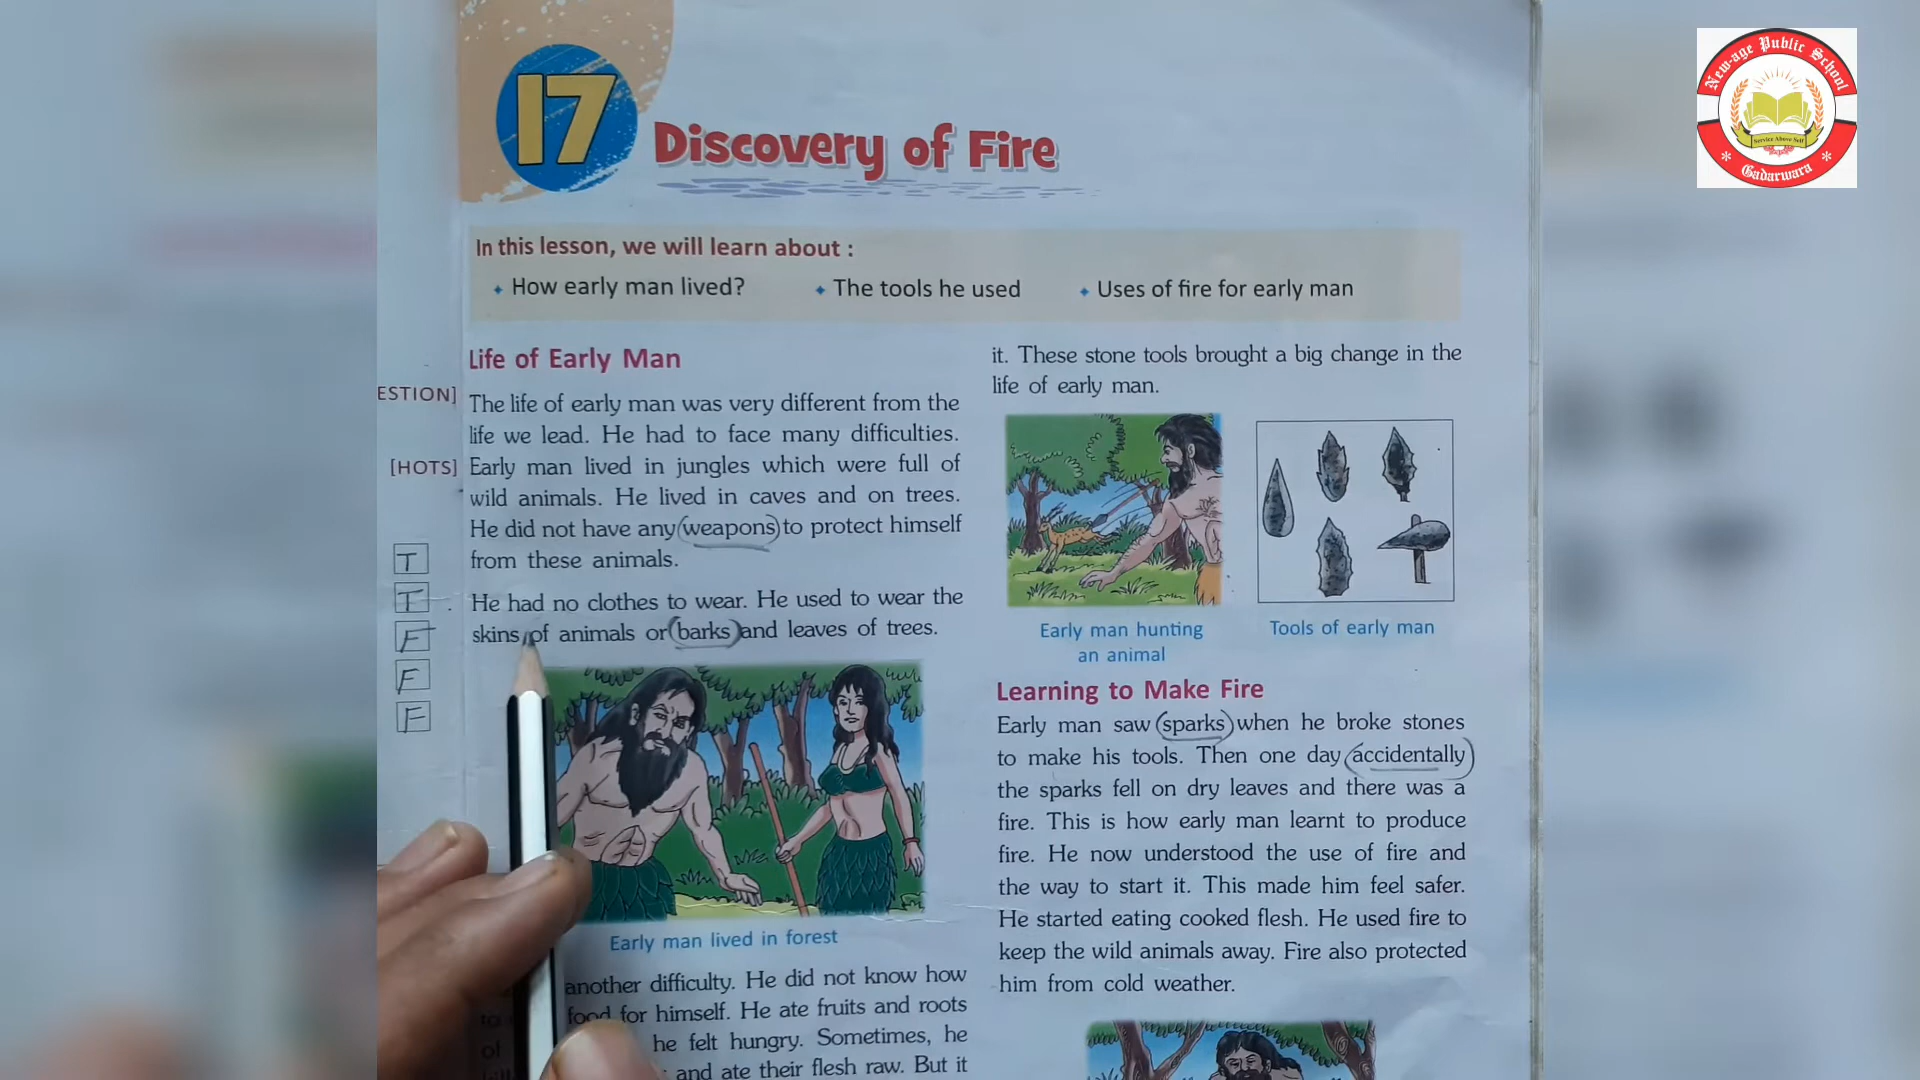 17
Discovery of Fire
In this lesson, we will learn about :
How early man lived?
The tools he used
Uses of fire for early man
ESTION]
[HOTS]
T
T
F
F
F
Life of Early Man
The life of early man was very different from the
life we lead. He had to face many difficulties.
Early man lived in jungles which were full of
wild animals. He lived in caves and on trees.
He did not have any weapons to protect himself
from these animals.
He had no clothes to wear. He used to wear the
skins of animals or barks and leaves of trees.
Early man lived in forest
another difficulty. He did not know how
food for himself. He ate fruits and roots
he felt hungry. Sometimes, he
and ate their flesh raw. But it
to
of
it. These stone tools brought a big change in the
life of early man.
Early man hunting
an animal
Tools of early man
Learning to Make Fire
Early man saw sparks when he broke stones
to make his tools. Then one day accidentally
the sparks fell on dry leaves and there was a
fire. This is how early man learnt to produce
fire. He now understood the use of fire and
the way to start it. This made him feel safer.
He started eating cooked flesh. He used fire to
keep the wild animals away. Fire also protected
him from cold weather.
New-age Public School
Service Above Self
Gadarwara